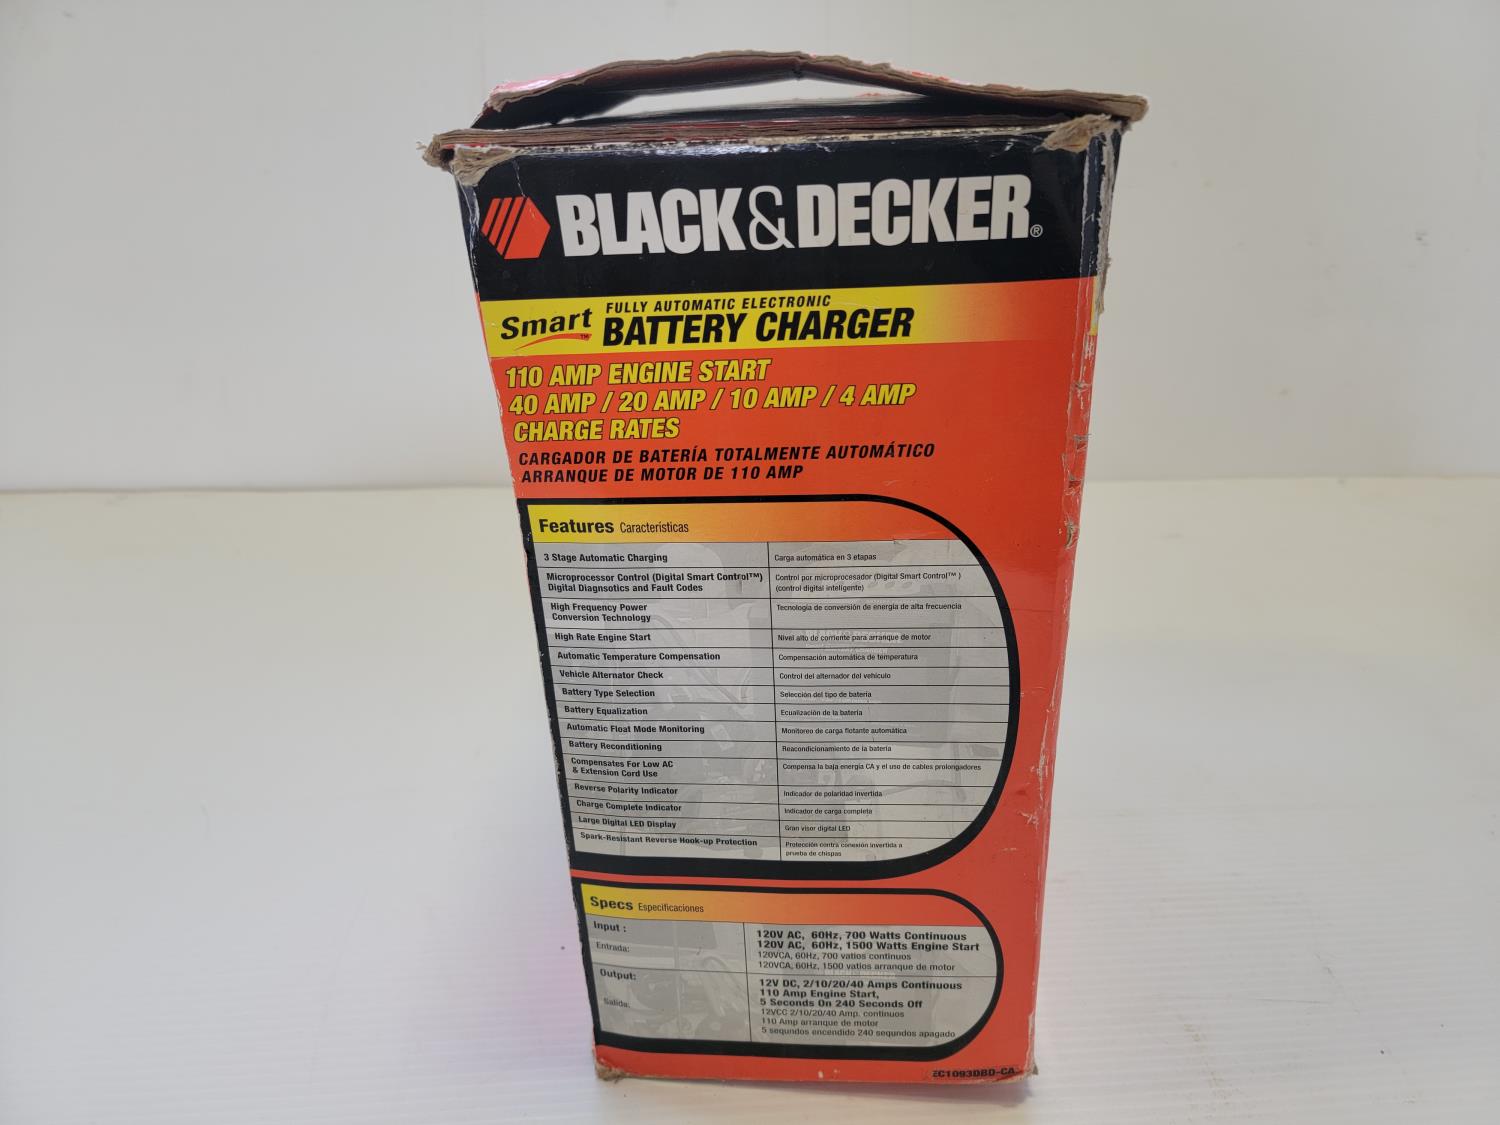 BLACK&DECKER®
Smart™
FULLY AUTOMATIC ELECTRONIC
BATTERY CHARGER
110 AMP ENGINE START
40 AMP / 20 AMP / 10 AMP / 4 AMP
CHARGE RATES
CARGADOR DE BATERÍA TOTALMENTE AUTOMÁTICO
ARRANQUE DE MOTOR DE 110 AMP
Features Características
3 Stage Automatic Charging
Carga automática en 3 etapas
Microprocessor Control (Digital Smart Control™)
Digital Diagnsotics and Fault Codes
Control por microprocesador (Digital Smart Control™ )
(control digital inteligente)
High Frequency Power
Conversion Technology
Tecnología de conversión de energía de alta frecuencia
High Rate Engine Start
Nivel alto de corriente para arranque de motor
Automatic Temperature Compensation
Compensación automática de temperatura
Vehicle Alternator Check
Control del alternador del vehículo
Battery Type Selection
Selección del tipo de batería
Battery Equalization
Ecualización de la batería
Automatic Float Mode Monitoring
Monitoreo de carga flotante automática
Battery Reconditioning
Reacondicionamiento de la batería
Compensates For Low AC
& Extension Cord Use
Compensa la baja energía CA y el uso de cables prolongadores
Reverse Polarity Indicator
Indicador de polaridad invertida
Charge Complete Indicator
Indicador de carga completa
Large Digital LED Display
Gran visor digital LED
Spark-Resistant Reverse Hook-up Protection
Protección contra conexión invertida a
prueba de chispas
Specs Especificaciones
Input :
Entrada:
120V AC, 60Hz, 700 Watts Continuous
120V AC, 60Hz, 1500 Watts Engine Start
120VCA, 60Hz, 700 vatios continuos
120VCA, 60Hz, 1500 vatios arranque de motor
Output:
Salida:
12V DC, 2/10/20/40 Amps Continuous
110 Amp Engine Start,
5 Seconds On 240 Seconds Off
12VCC 2/10/20/40 Amp. continuos
110 Amp arranque de motor
5 segundos encendido 240 segundos apagado
EC1093DBD-CA